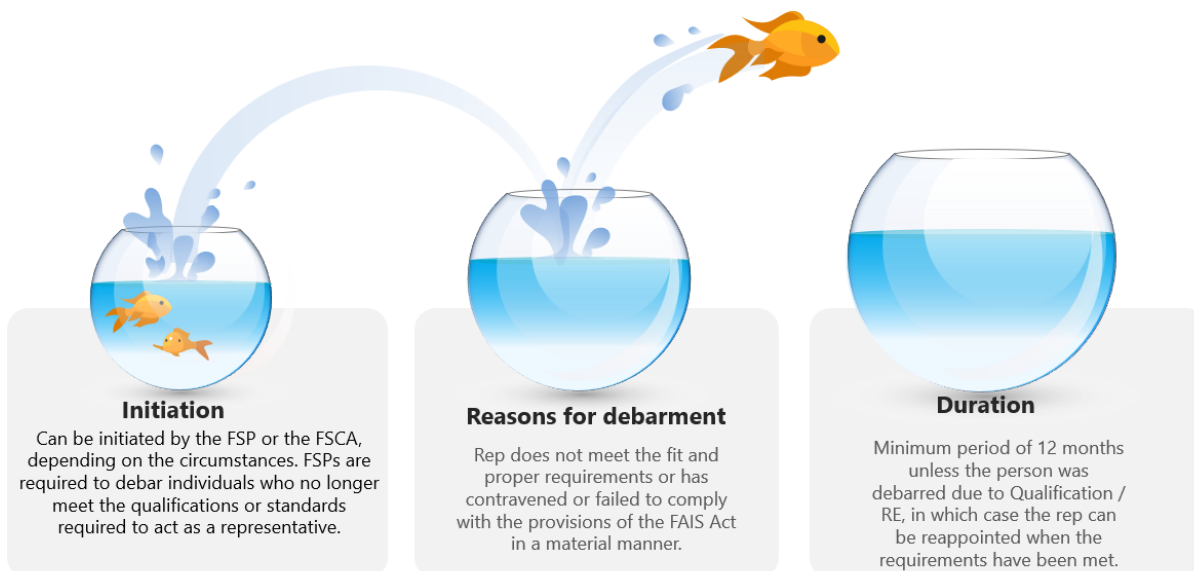 Initiation
Can be initiated by the FSP or the FSCA,
depending on the circumstances. FSPs are
required to debar individuals who no longer
meet the qualifications or standards
required to act as a representative.
Reasons for debarment
Rep does not meet the fit and
proper requirements or has
contravened or failed to comply
with the provisions of the FAIS Act
in a material manner.
Duration
Minimum period of 12 months
unless the person was
debarred due to Qualification /
RE, in which case the rep can
be reappointed when the
requirements have been met.